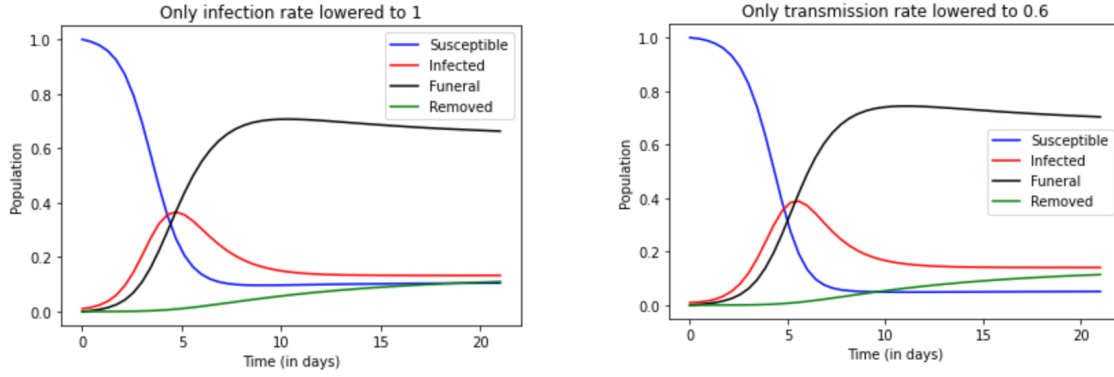 Only infection rate lowered to 1
1.0
0.8
0.6
0.4
0.2
0.0
Population
Susceptible
Infected
Funeral
Removed
0 5 10 15 20
Time (in days)
Only transmission rate lowered to 0.6
1.0
0.8
0.6
0.4
0.2
0.0
Population
Susceptible
Infected
Funeral
Removed
0 5 10 15 20
Time (in days)